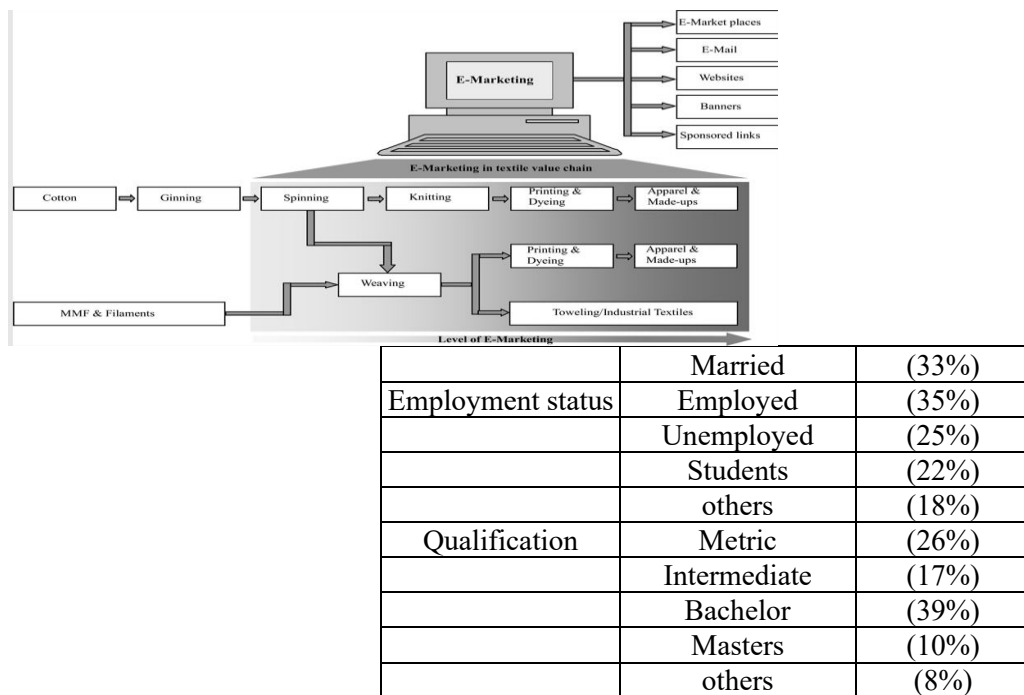 E-Market places
E-Mail
E-Marketing
Websites
Banners
Sponsored links
E-Marketing in textile value chain
Cotton
Ginning
Spinning
Knitting
Printing &
Dyeing
Apparel &
Made-ups
Printing &
Dyeing
Apparel &
Made-ups
Weaving
MMF & Filaments
Toweling/Industrial Textiles
Level of E-Marketing
Married (33%)
Employment status Employed (35%)
Unemployed (25%)
Students (22%)
others (18%)
Qualification Metric (26%)
Intermediate (17%)
Bachelor (39%)
Masters (10%)
others (8%)